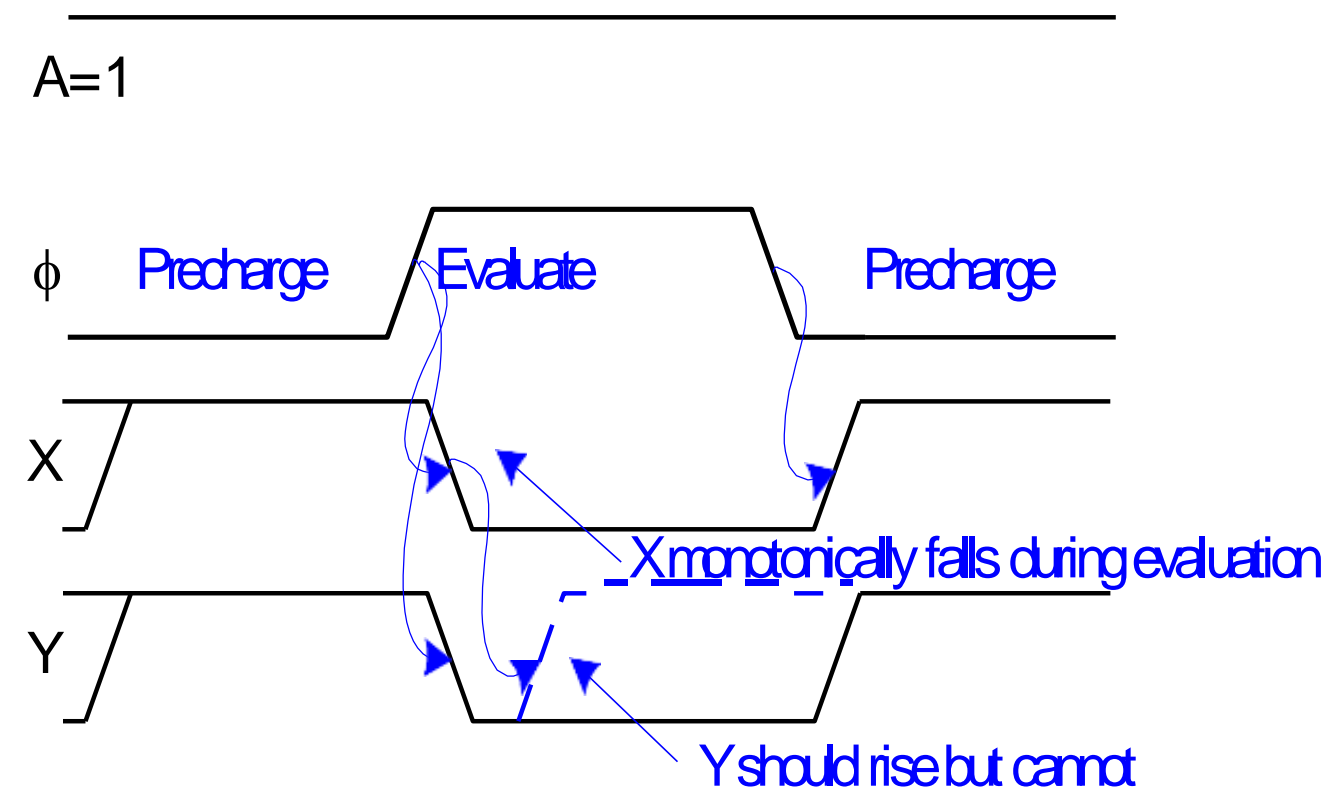 A=1
ϕ Precharge Evaluate Precharge
X
X monotonically falls during evaluation
Y
Y should rise but cannot